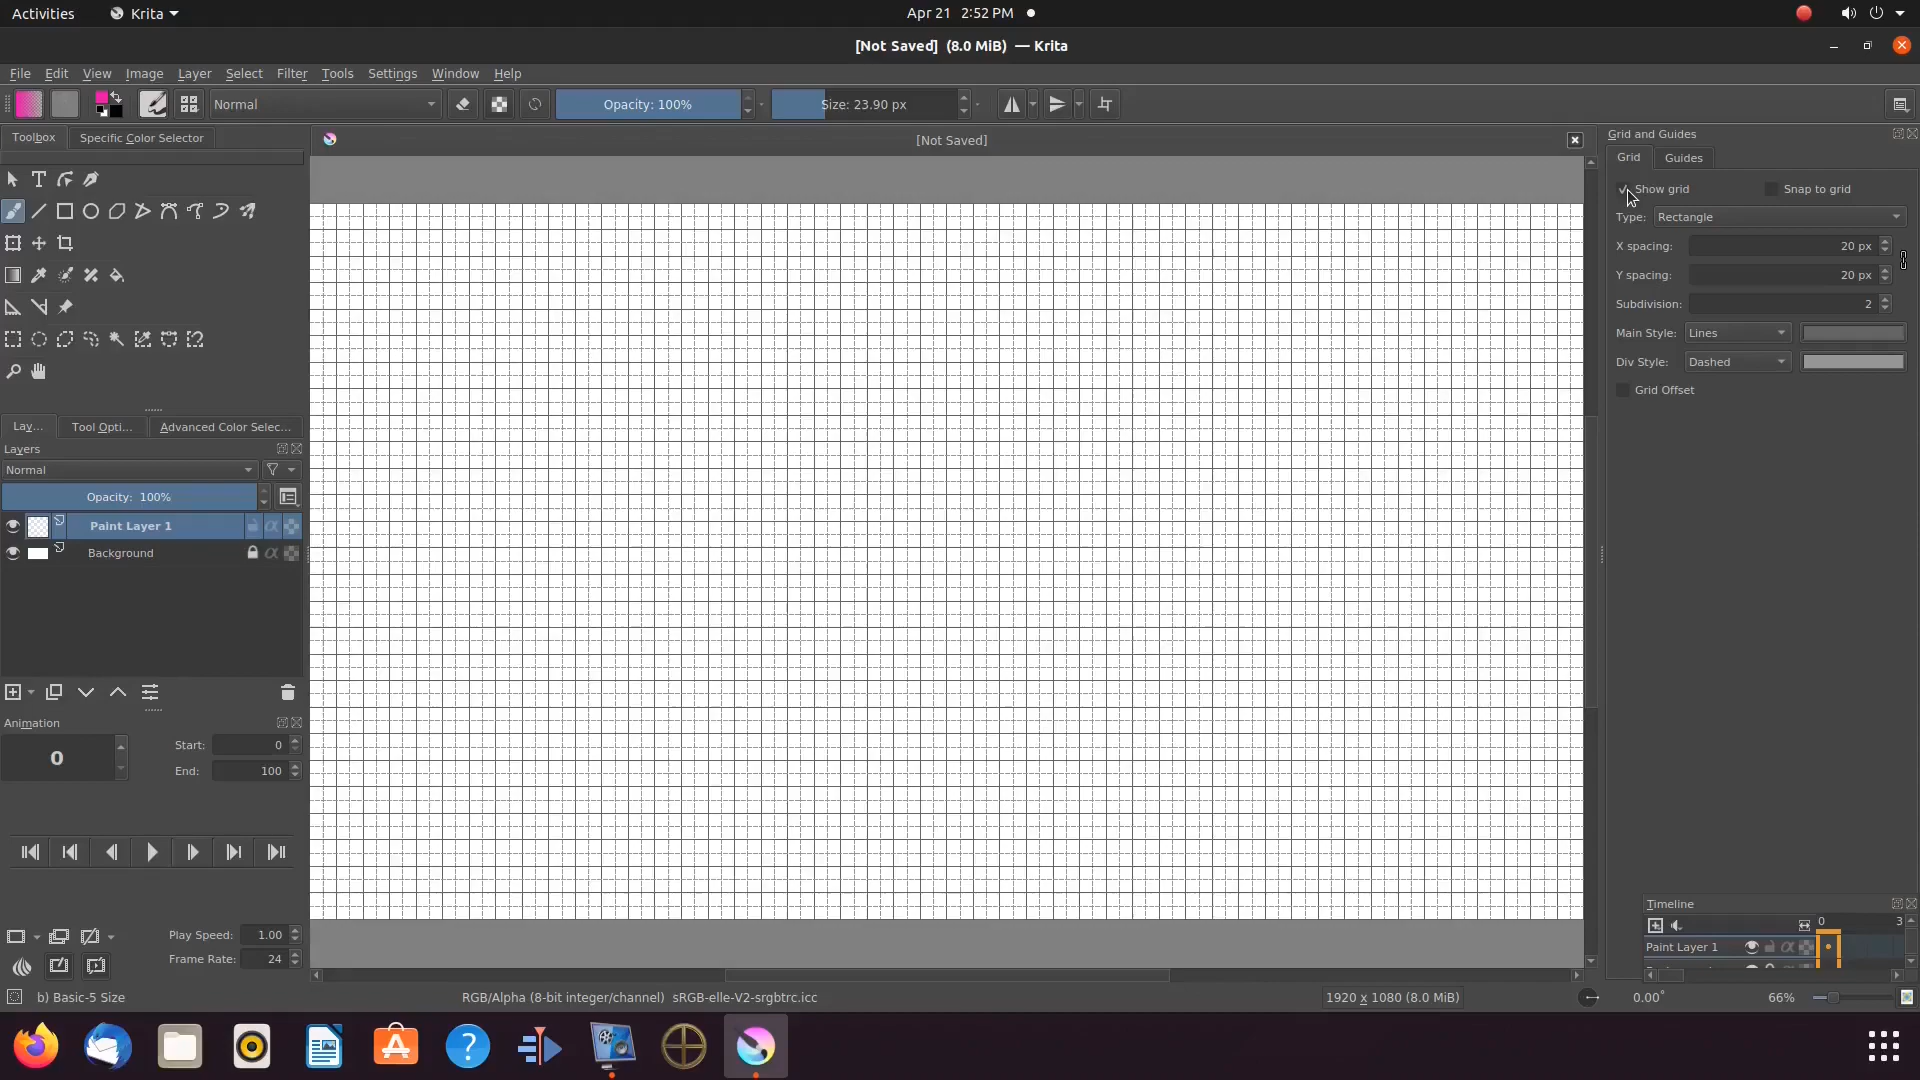 Activities Krita Apr 21 2:52 PM
[Not Saved] (8.0 MiB) — Krita
File Edit View Image Layer Select Filter Tools Settings Window Help
Normal Opacity: 100% Size: 23.90 px
Toolbox Specific Color Selector
[Not Saved]
Grid and Guides
Grid Guides
Show grid Snap to grid
Type: Rectangle
X spacing: 20 px
Y spacing: 20 px
Subdivision: 2
Main Style: Lines
Div Style: Dashed
Grid Offset
Lay... Tool Opti... Advanced Color Selec...
Layers
Normal
Opacity: 100%
Paint Layer 1
Background
Animation
0 Start: 0
End: 100
Play Speed: 1.00
Frame Rate: 24
Timeline
0 3
Paint Layer 1
b) Basic-5 Size RGB/Alpha (8-bit integer/channel) sRGB-elle-V2-srgbtrc.icc 1920 x 1080 (8.0 MiB) 0.00° 66%